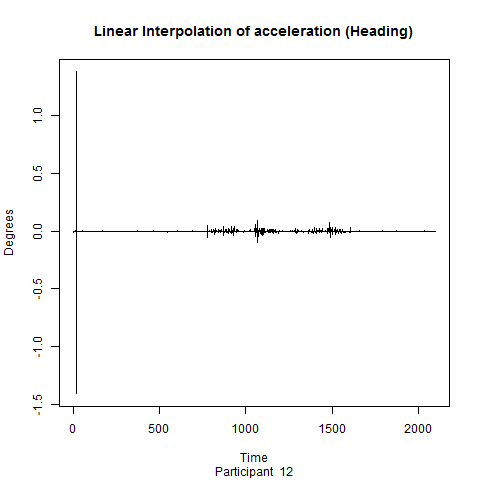 Linear Interpolation of acceleration (Heading)
Degrees
1.0
0.5
0.0
-0.5
-1.0
-1.5
0 500 1000 1500 2000
Time
Participant 12